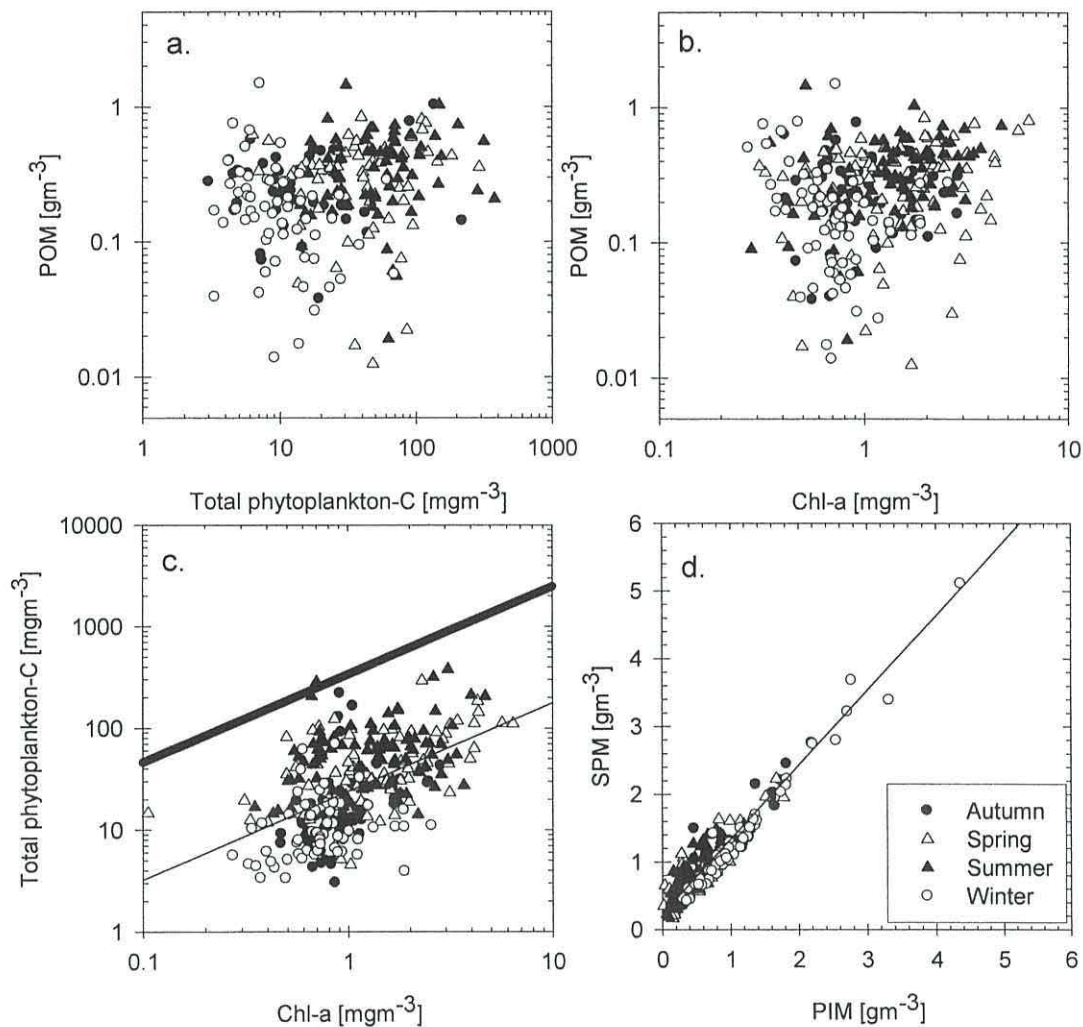 a.
POM [gm-3]
1
0.1
0.01
1 10 100 1000
Total phytoplankton-C [mgm-3]
b.
POM [gm-3]
1
0.1
0.01
0.1 1 10
Chl-a [mgm-3]
c.
Total phytoplankton-C [mgm-3]
10000
1000
100
10
1
0.1 1 10
Chl-a [mgm-3]
d.
SPM [gm-3]
6
5
4
3
2
1
0
0 1 2 3 4 5 6
PIM [gm-3]
Autumn
Spring
Summer
Winter